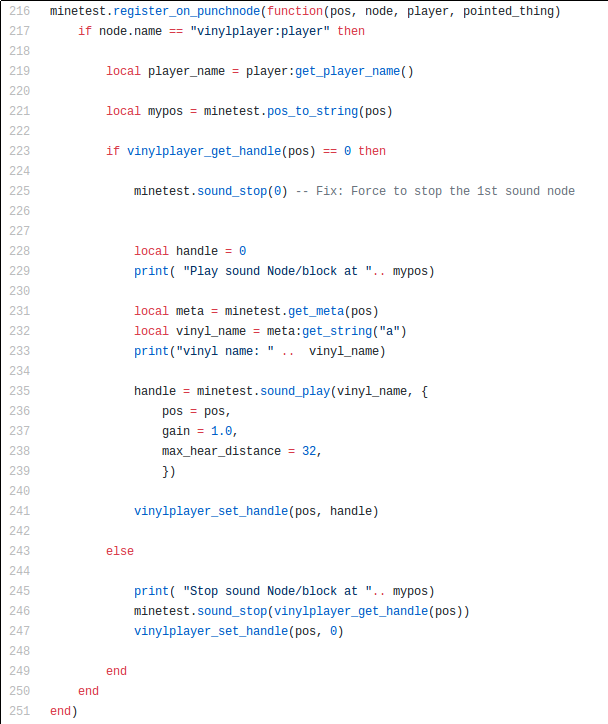 216 minetest.register_on_punchnode(function(pos, node, player, pointed_thing)
217     if node.name == "vinylplayer:player" then
218
219         local player_name = player:get_player_name()
220
221         local mypos = minetest.pos_to_string(pos)
222
223         if vinylplayer_get_handle(pos) == 0 then
224
225             minetest.sound_stop(0) -- Fix: Force to stop the 1st sound node
226
227
228             local handle = 0
229             print( "Play sound Node/block at ".. mypos)
230
231             local meta = minetest.get_meta(pos)
232             local vinyl_name = meta:get_string("a")
233             print("vinyl name: " ..  vinyl_name)
234
235             handle = minetest.sound_play(vinyl_name, {
236                 pos = pos,
237                 gain = 1.0,
238                 max_hear_distance = 32,
239                 })
240
241             vinylplayer_set_handle(pos, handle)
242
243         else
244
245             print( "Stop sound Node/block at ".. mypos)
246             minetest.sound_stop(vinylplayer_get_handle(pos))
247             vinylplayer_set_handle(pos, 0)
248
249         end
250     end
251 end)